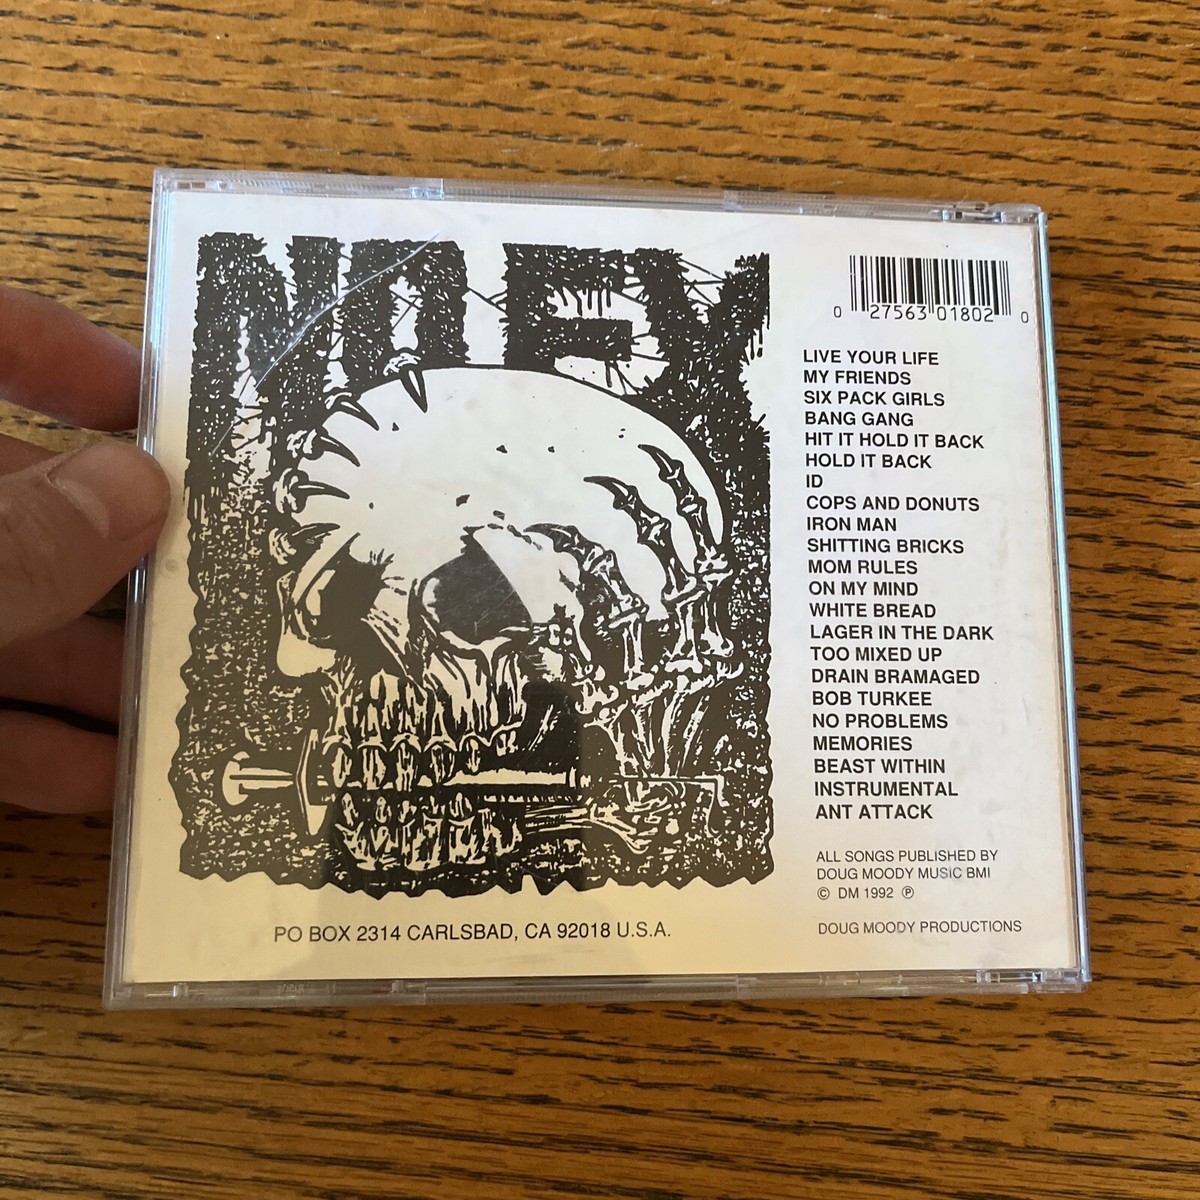 NOFX
0 27563 01802 0
LIVE YOUR LIFE
MY FRIENDS
SIX PACK GIRLS
BANG GANG
HIT IT HOLD IT BACK
HOLD IT BACK
ID
COPS AND DONUTS
IRON MAN
SHITTING BRICKS
MOM RULES
ON MY MIND
WHITE BREAD
LAGER IN THE DARK
TOO MIXED UP
DRAIN BRAMAGED
BOB TURKEE
NO PROBLEMS
MEMORIES
BEAST WITHIN
INSTRUMENTAL
ANT ATTACK
ALL SONGS PUBLISHED BY
DOUG MOODY MUSIC BMI
© DM 1992 ℗
DOUG MOODY PRODUCTIONS
PO BOX 2314 CARLSBAD, CA 92018 U.S.A.